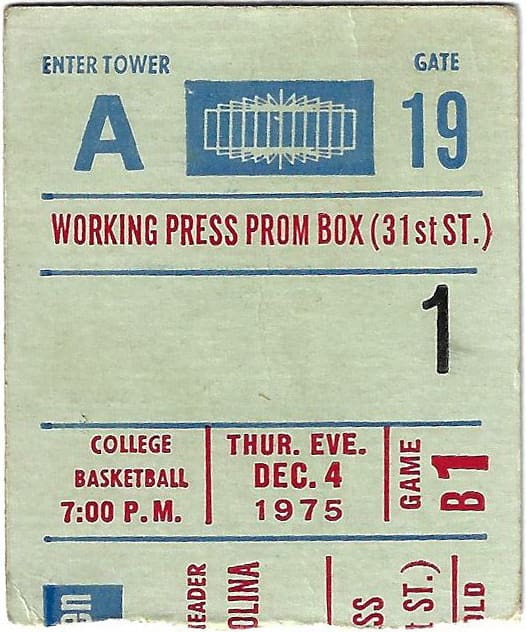 ENTER TOWER
GATE
A
19
WORKING PRESS PROM BOX (31st ST.)
1
COLLEGE
BASKETBALL
7:00 P.M.
THUR. EVE.
DEC. 4
1975
GAME
B1